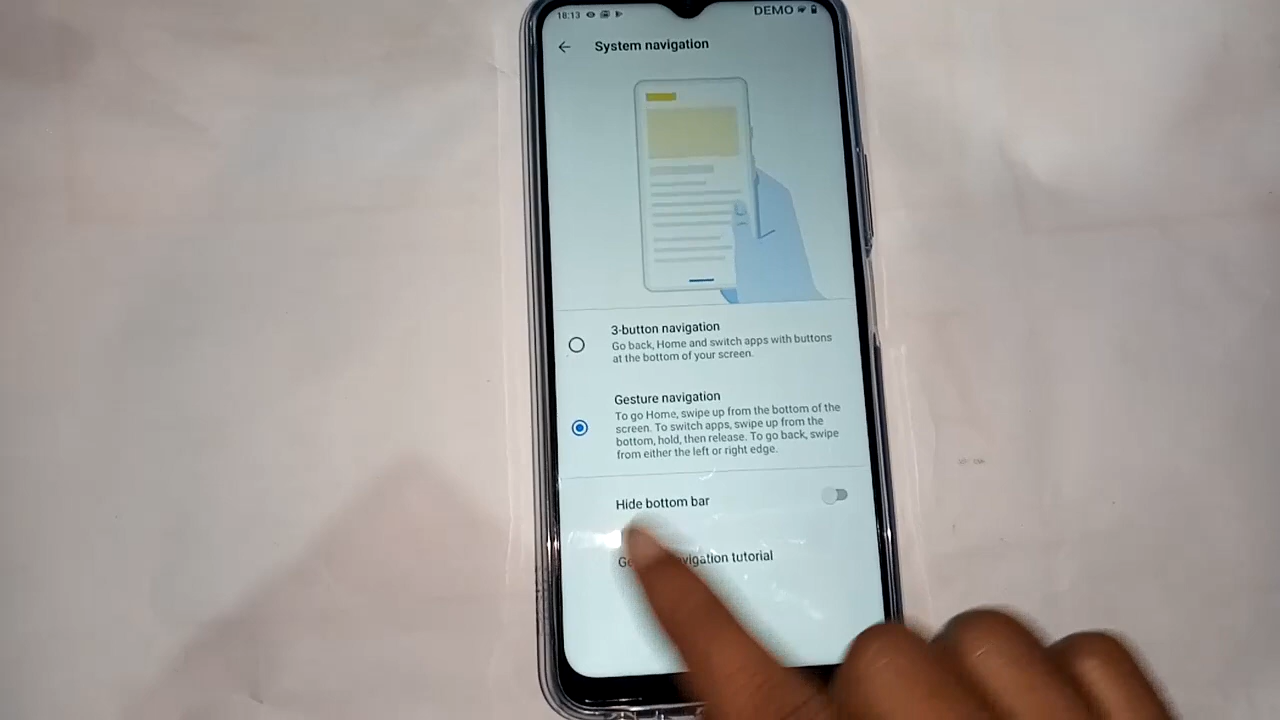 18:13
DEMO
System navigation
3-button navigation
Go back, Home and switch apps with buttons
at the bottom of your screen.
Gesture navigation
To go Home, swipe up from the bottom of the
screen. To switch apps, swipe up from the
bottom, hold, then release. To go back, swipe
from either the left or right edge.
Hide bottom bar
navigation tutorial